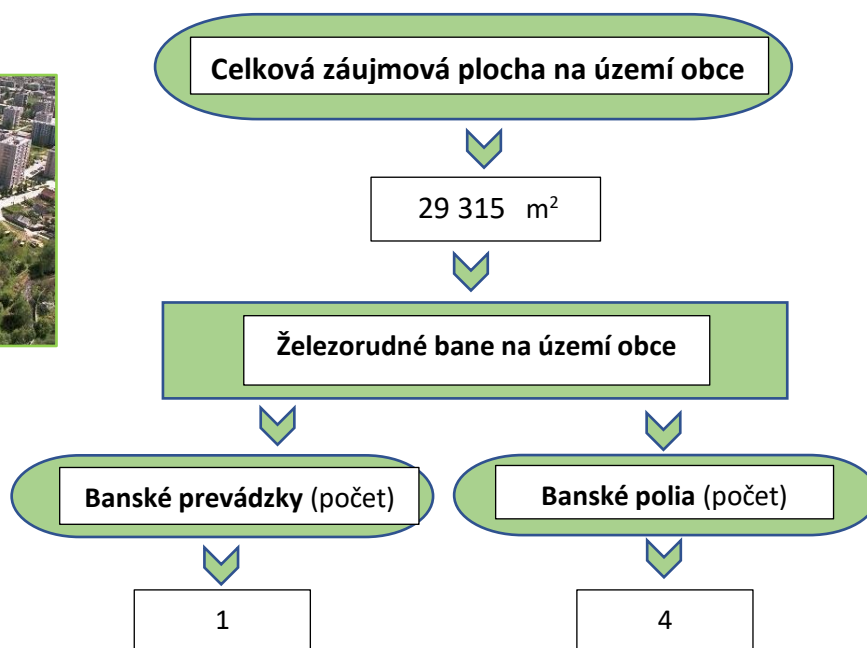 Celková záujmová plocha na území obce
29 315 m²
Železorudné bane na území obce
Banské prevádzky (počet)
Banské polia (počet)
1
4